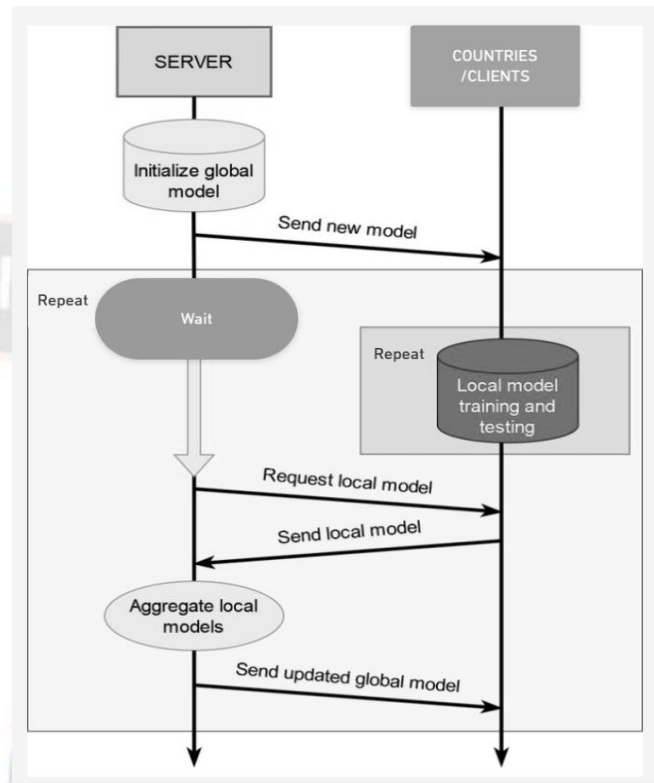 SERVER
COUNTRIES
/CLIENTS
Initialize global
model
Send new model
Repeat
Wait
Repeat
Local model
training and
testing
Request local model
Send local model
Aggregate local
models
Send updated global model